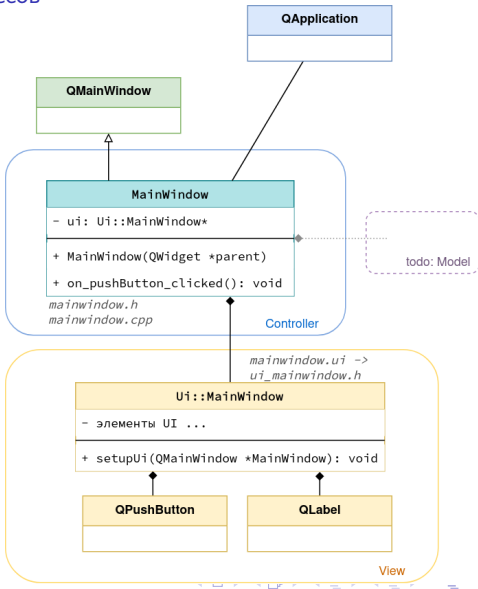 QApplication
QMainWindow
MainWindow
- ui: Ui::MainWindow*
+ MainWindow(QWidget *parent)
+ on_pushButton_clicked(): void
todo: Model
mainwindow.h
mainwindow.cpp
Controller
mainwindow.ui ->
ui_mainwindow.h
Ui::MainWindow
- элементы UI ...
+ setupUi(QMainWindow *MainWindow): void
QPushButton
QLabel
View